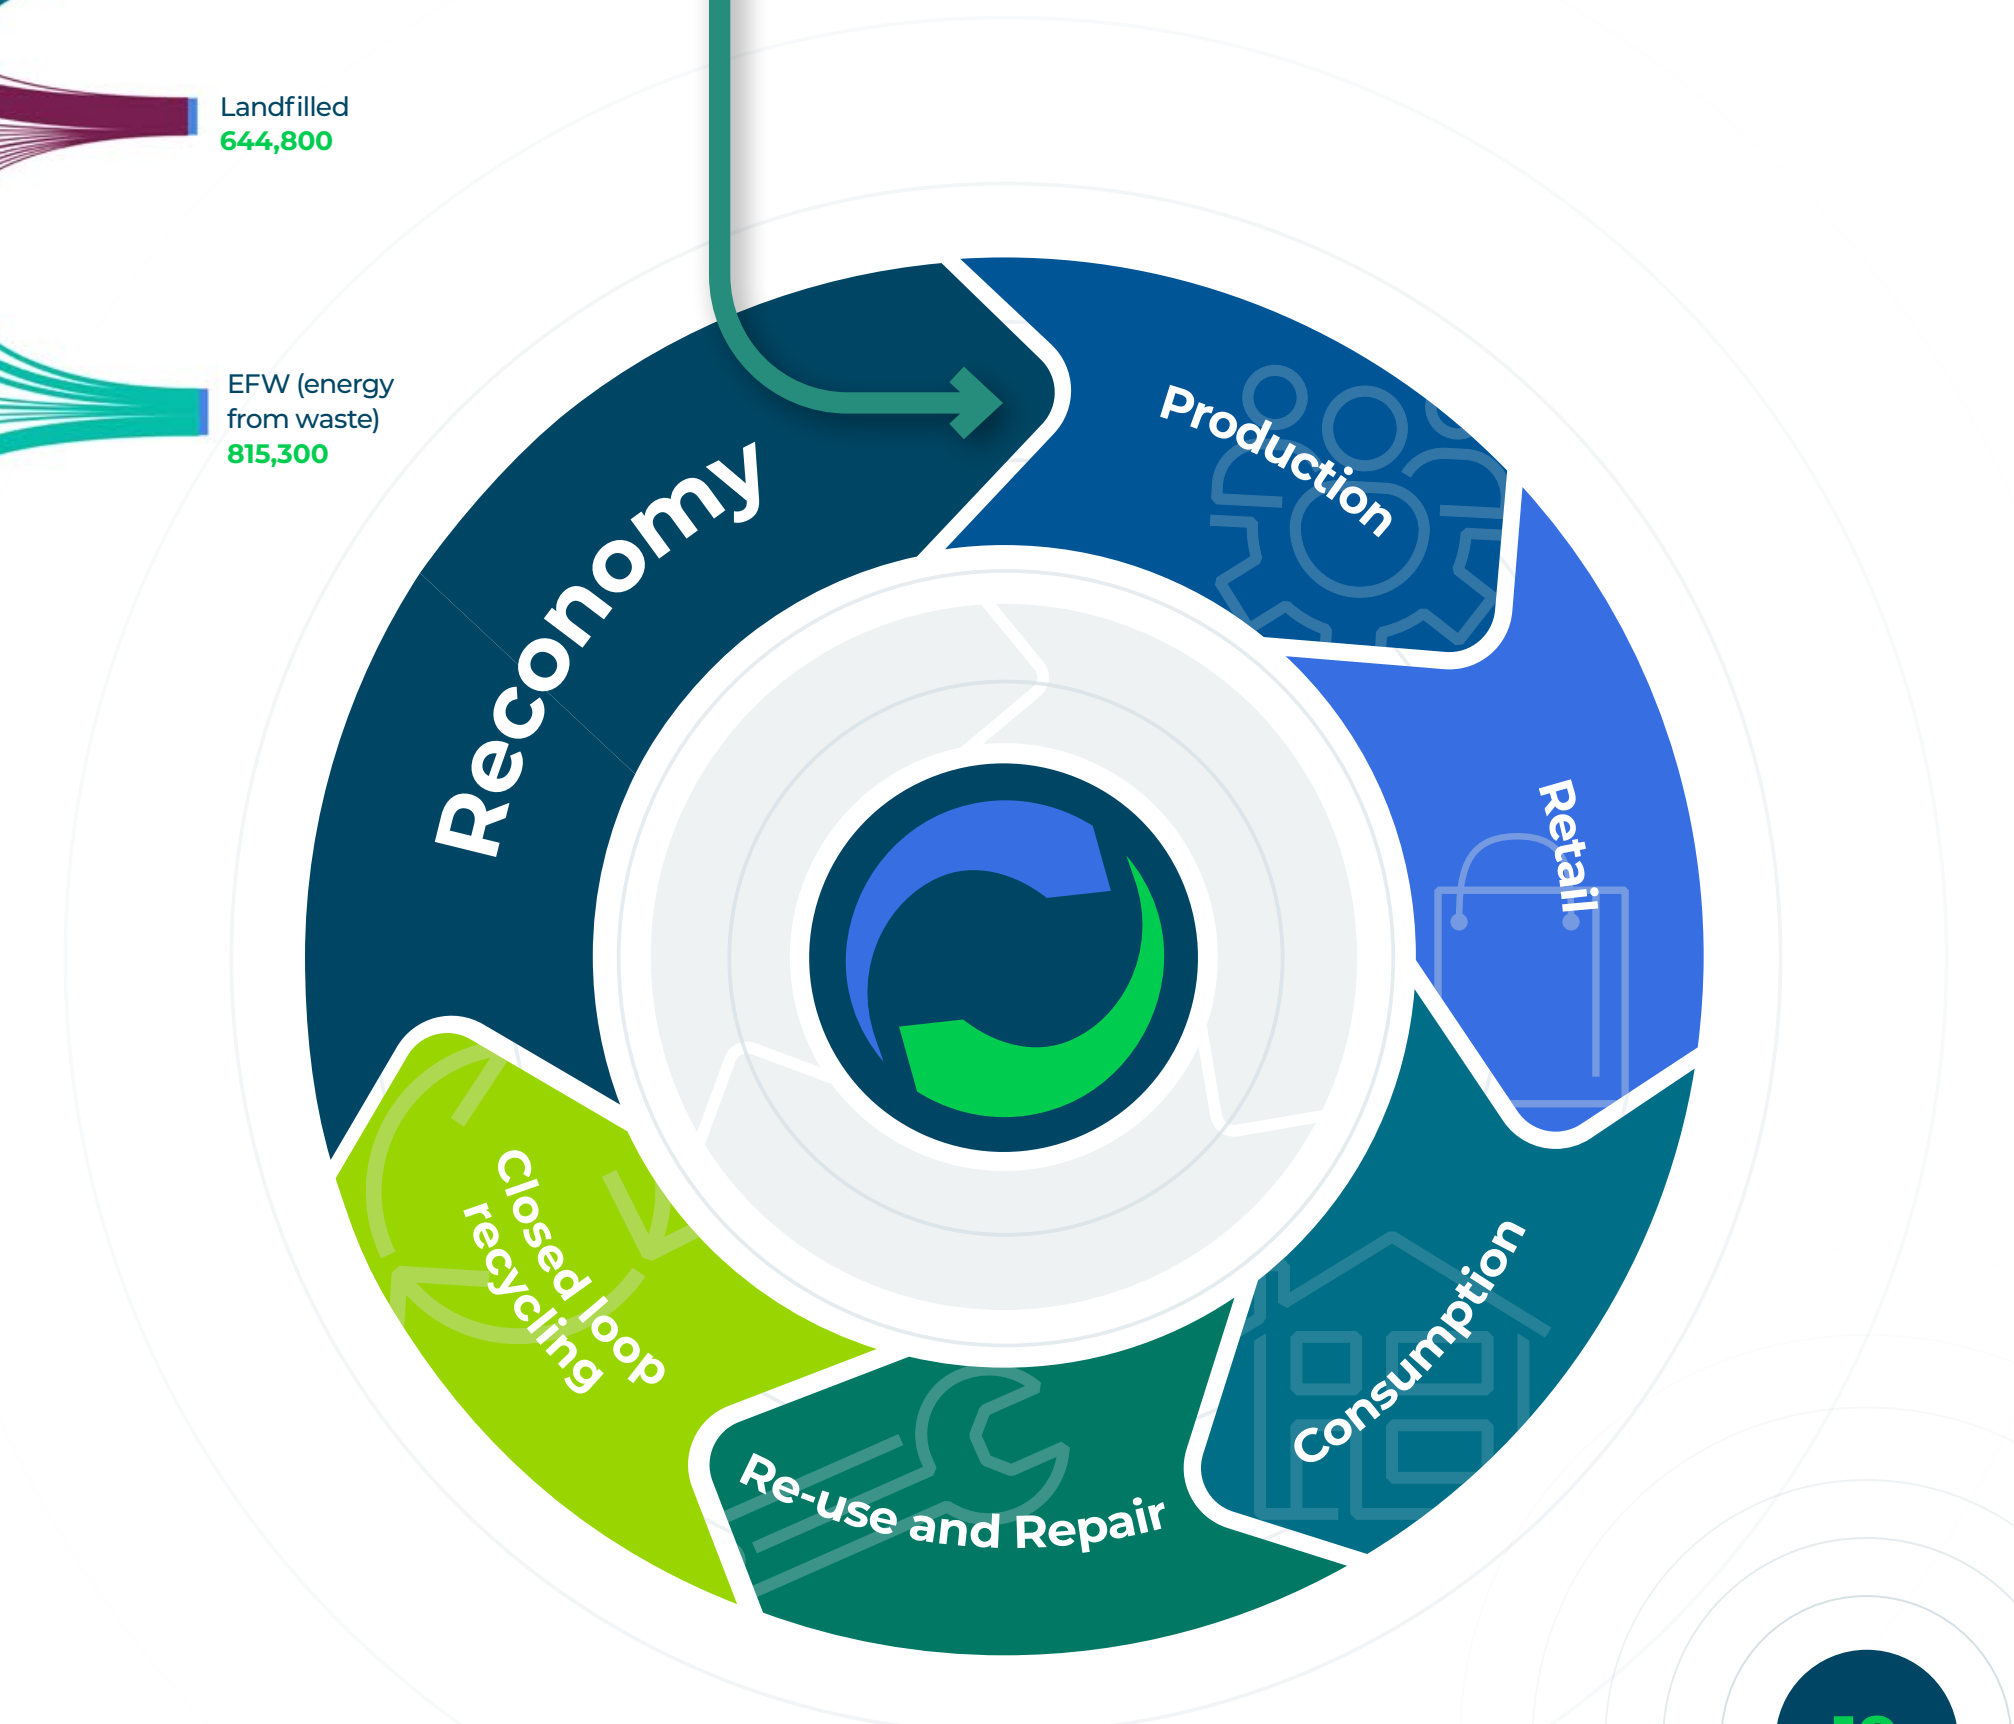 Landfilled
644,800
EFW (energy
from waste)
815,300
Reconomy
Production
Retail
Consumption
Re-use and Repair
Closed loop
recycling